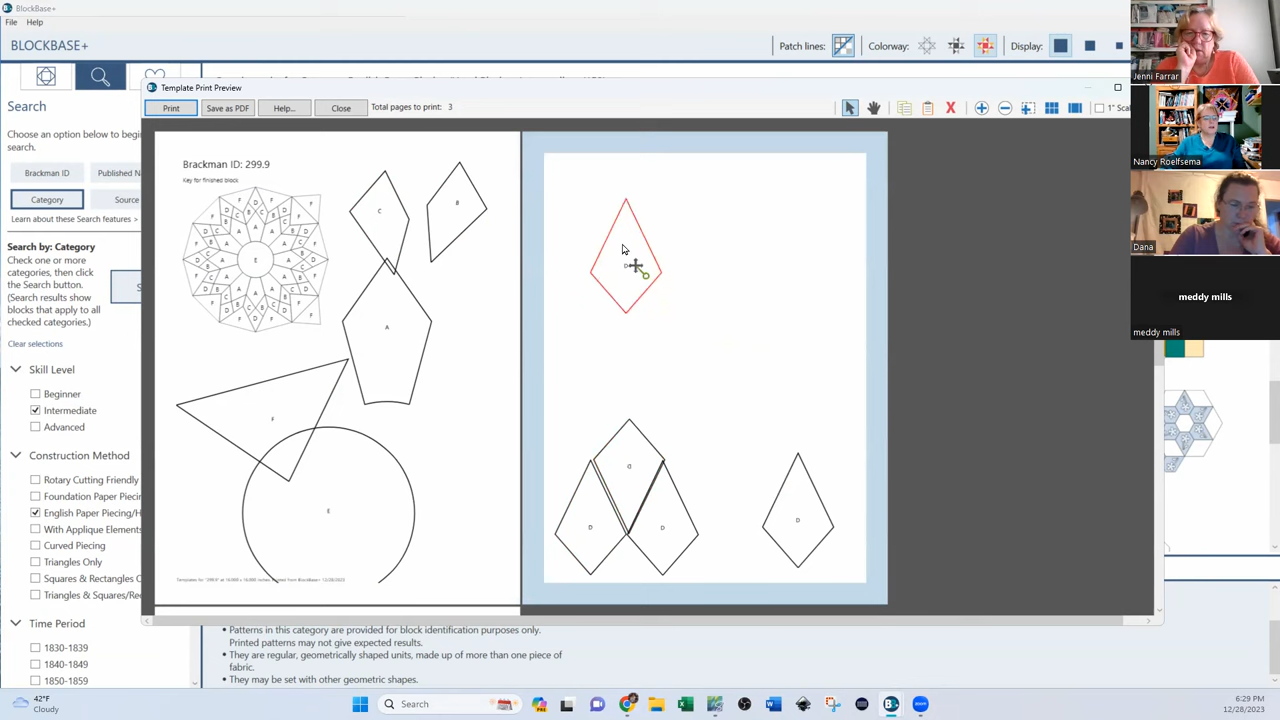 BlockBase+
File Help
BLOCKBASE+
Patch lines: Colorway: Display:
Template Print Preview
Print Save as PDF Help... Close Total pages to print: 3
1" Scal
Search
Choose an option below to begin
search.
Brackman ID Published N
Category Source
Learn about these Search features >
Search by: Category
Check one or more
categories, then click
the Search button.
(Search results show
blocks that apply to all
checked categories.)
S
Clear selections
Skill Level
Beginner
Intermediate
Advanced
Construction Method
Rotary Cutting Friendly
Foundation Paper Piecing
English Paper Piecing/H
With Applique Elements
Curved Piecing
Triangles Only
Squares & Rectangles O
Triangles & Squares/Rec
Time Period
1830-1839
1840-1849
1850-1859
Brackman ID: 299.9
Key for finished block
C
B
A
F
E
D
D
D
D
Patterns in this category are provided for block identification purposes only.
Printed patterns may not give expected results.
They are regular, geometrically shaped units, made up of more than one piece of
fabric.
They may be set with other geometric shapes.
Jenni Farrar
Nancy Roelfsema
Dana
meddy mills
meddy mills
42°F
Cloudy
Search
6:29 PM
12/28/2023